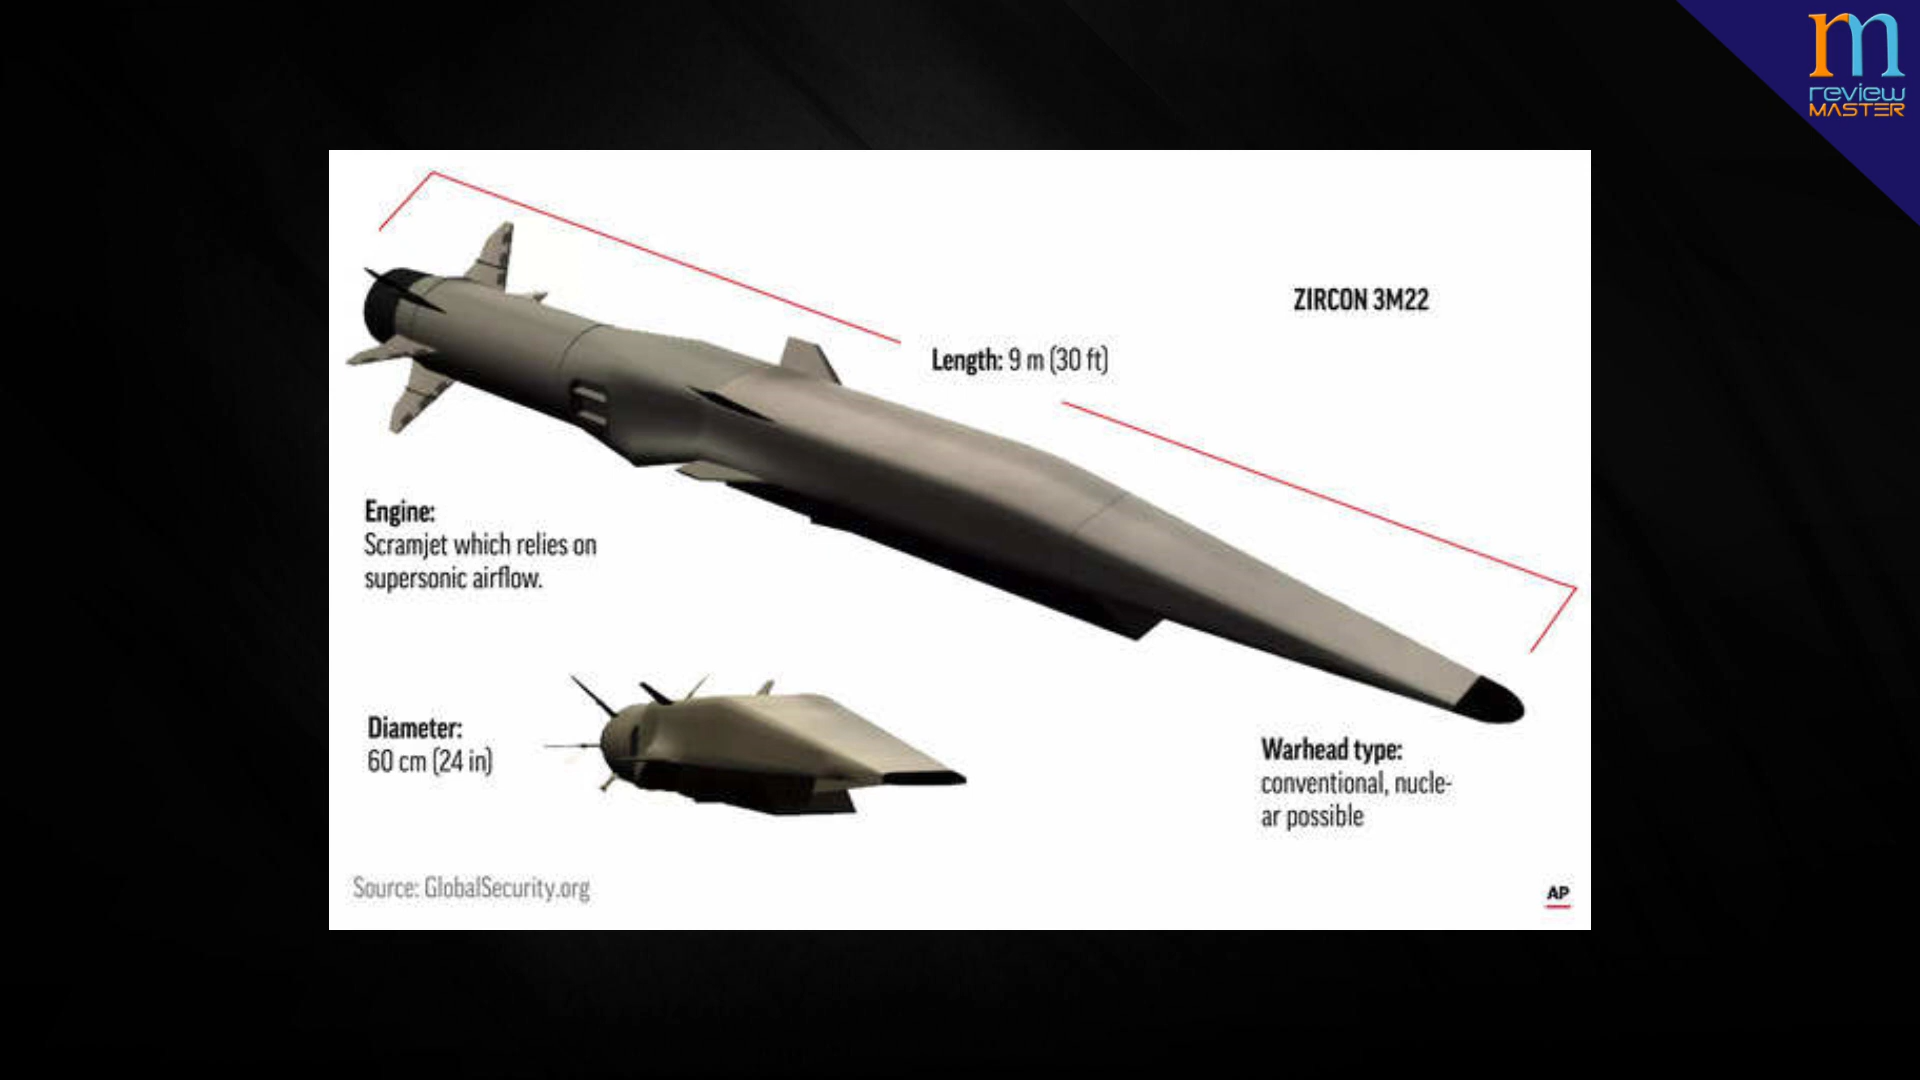 rm
review
MASTER
ZIRCON 3M22
Length: 9 m (30 ft)
Engine:
Scramjet which relies on
supersonic airflow.
Diameter:
60 cm (24 in)
Warhead type:
conventional, nucle-
ar possible
Source: GlobalSecurity.org
AP